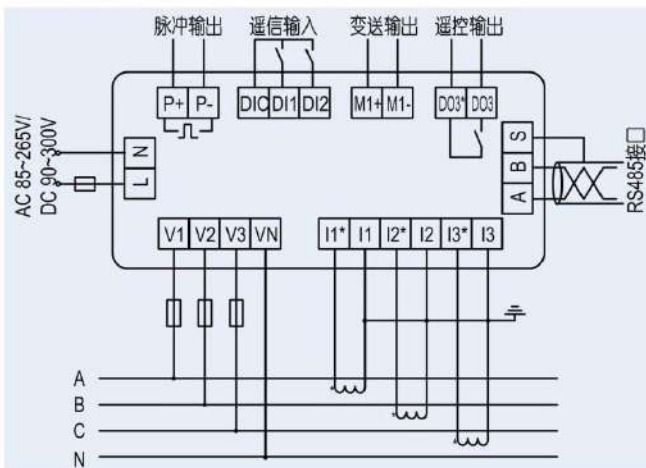 脉冲输出 遥信输入 变送输出 遥控输出
P+ P- DIC DI1 DI2 M1+ M1- DO3* DO3
AC 85~265V/
DC 90~300V
N
L
S
B
A
RS485接口
V1 V2 V3 VN I1* I1 I2* I2 I3* I3
A
B
C
N